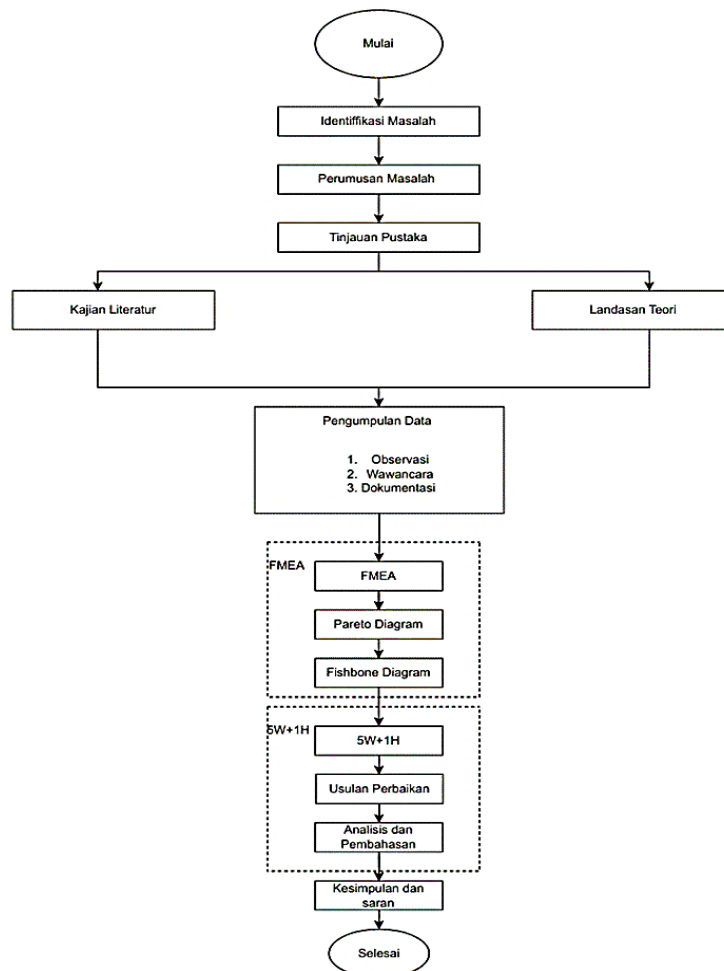 Mulai
Identiffikasi Masalah
Perumusan Masalah
Tinjauan Pustaka
Kajian Literatur
Landasan Teori
Pengumpulan Data
1. Observasi
2. Wawancara
3. Dokumentasi
FMEA
FMEA
Pareto Diagram
Fishbone Diagram
5W+1H
5W+1H
Usulan Perbaikan
Analisis dan
Pembahasan
Kesimpulan dan
saran
Selesai